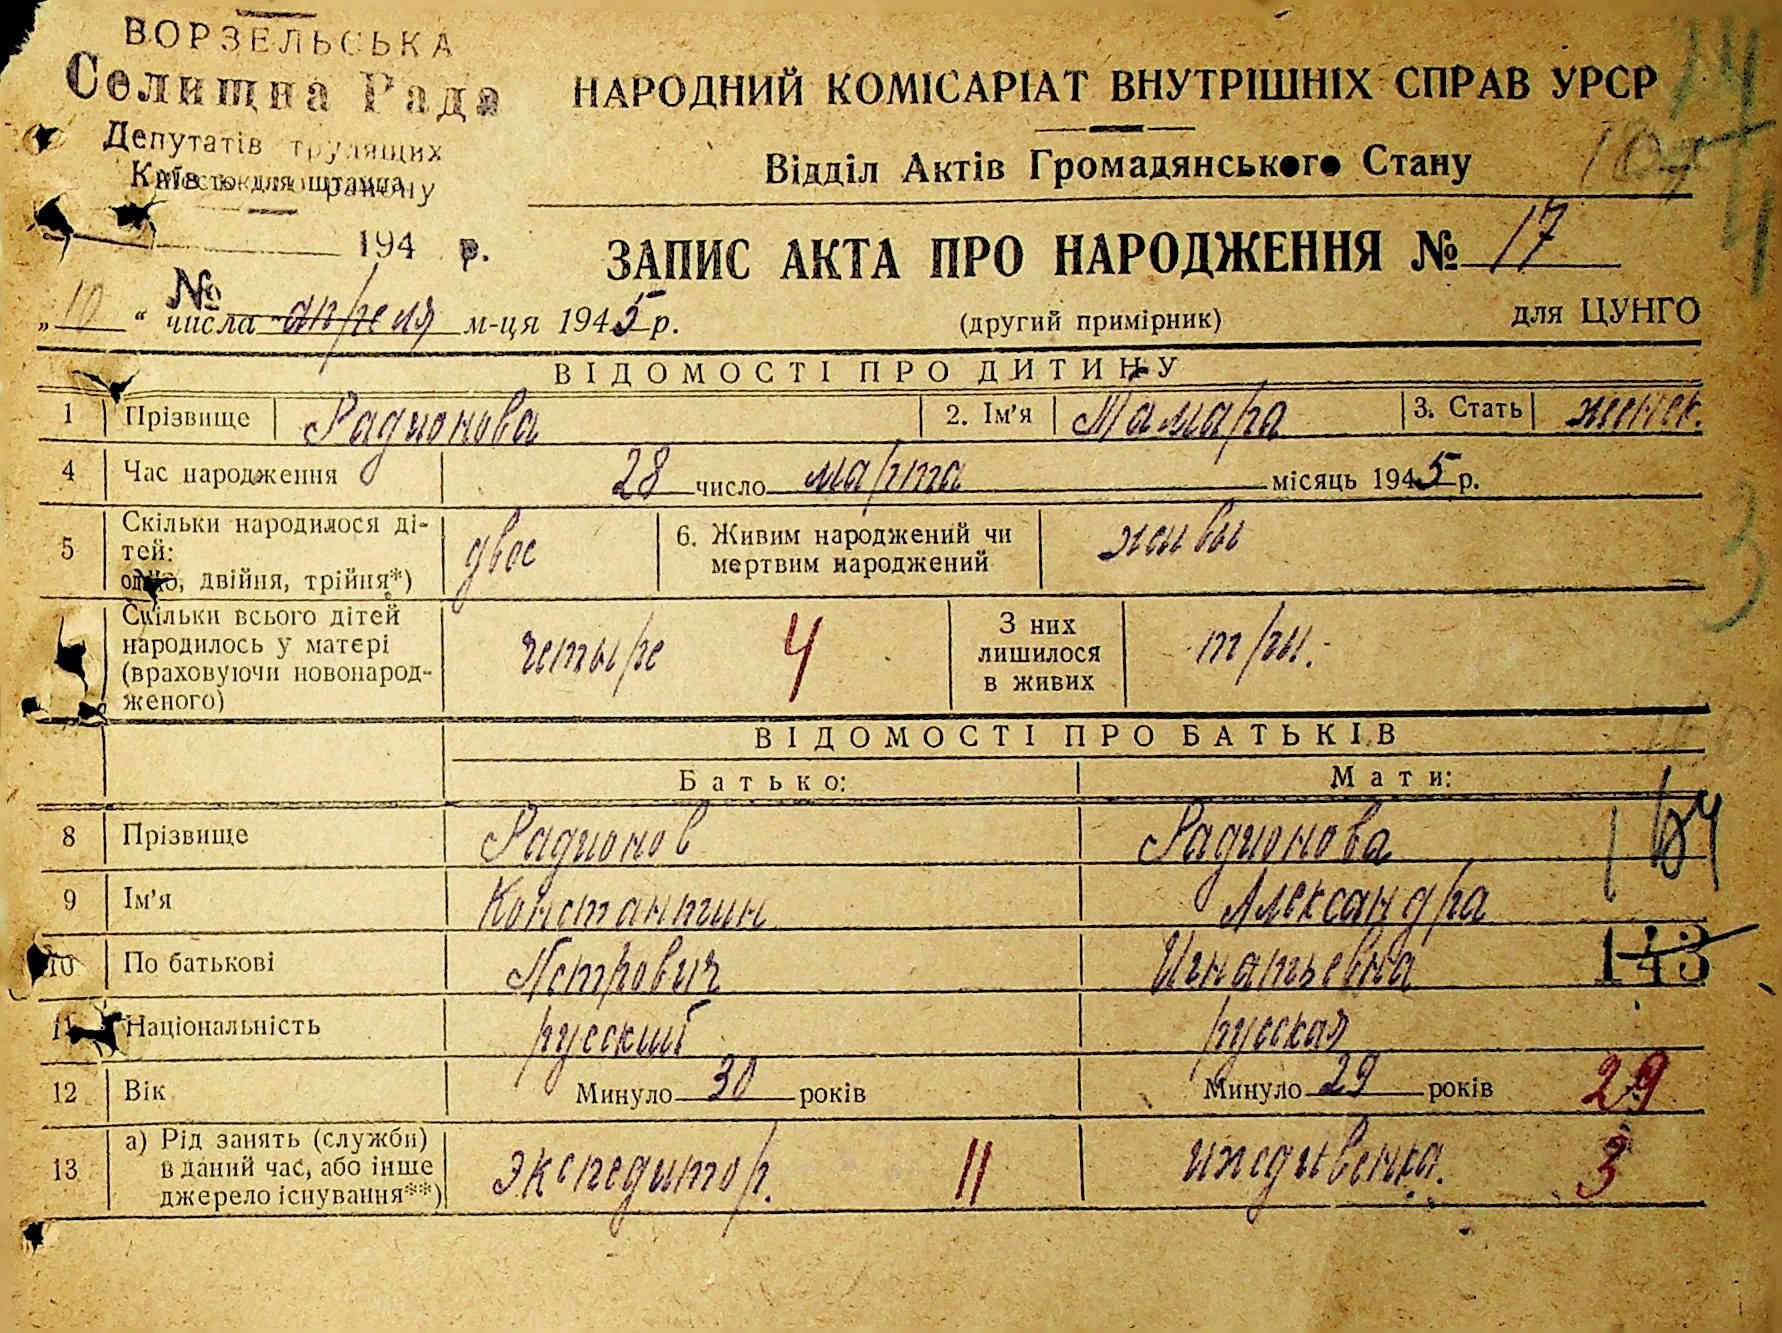 ВОРЗЕЛЬСЬКА
Селищна Рада
Депутатів трудящих
194 р.
№
НАРОДНИЙ КОМІСАРІАТ ВНУТРІШНІХ СПРАВ УРСР
Відділ Актів Громадянського Стану
ЗАПИС АКТА ПРО НАРОДЖЕННЯ № 17
„10“ числа апреля м-ця 1945 р.
(другий примірник)
для ЦУНГО
ВІДОМОСТІ ПРО ДИТИНУ
1 Прізвище Радионова 2. Ім'я Тамара 3. Стать женск.
4 Час народження 28 число марта місяць 1945 р.
5 Скільки народилося ді-
тей:
одно, двійня, трійня*) двое
6. Живим народжений чи
мертвим народжений живы
Скільки всього дітей
народилось у матері
(враховуючи новонарод-
женого) четыре 4
З них
лишилося
в живих три.
ВІДОМОСТІ ПРО БАТЬКІВ
Батько: Мати:
8 Прізвище Радионов Радионова
9 Ім'я Константин Александра
10 По батькові Петрович Игнатьевна 143
11 Національність русский русская
12 Вік Минуло 30 років Минуло 29 років 29
13 а) Рід занять (служби)
в даний час, або інше
джерело існування**) экспедитор. 11 иждивенка. 3